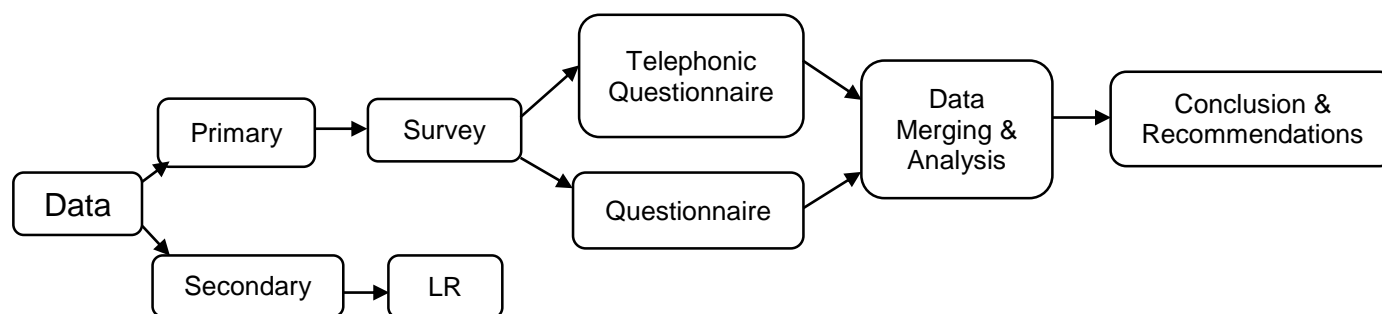 Data
Primary
Secondary
Survey
LR
Telephonic
Questionnaire
Questionnaire
Data
Merging &
Analysis
Conclusion &
Recommendations